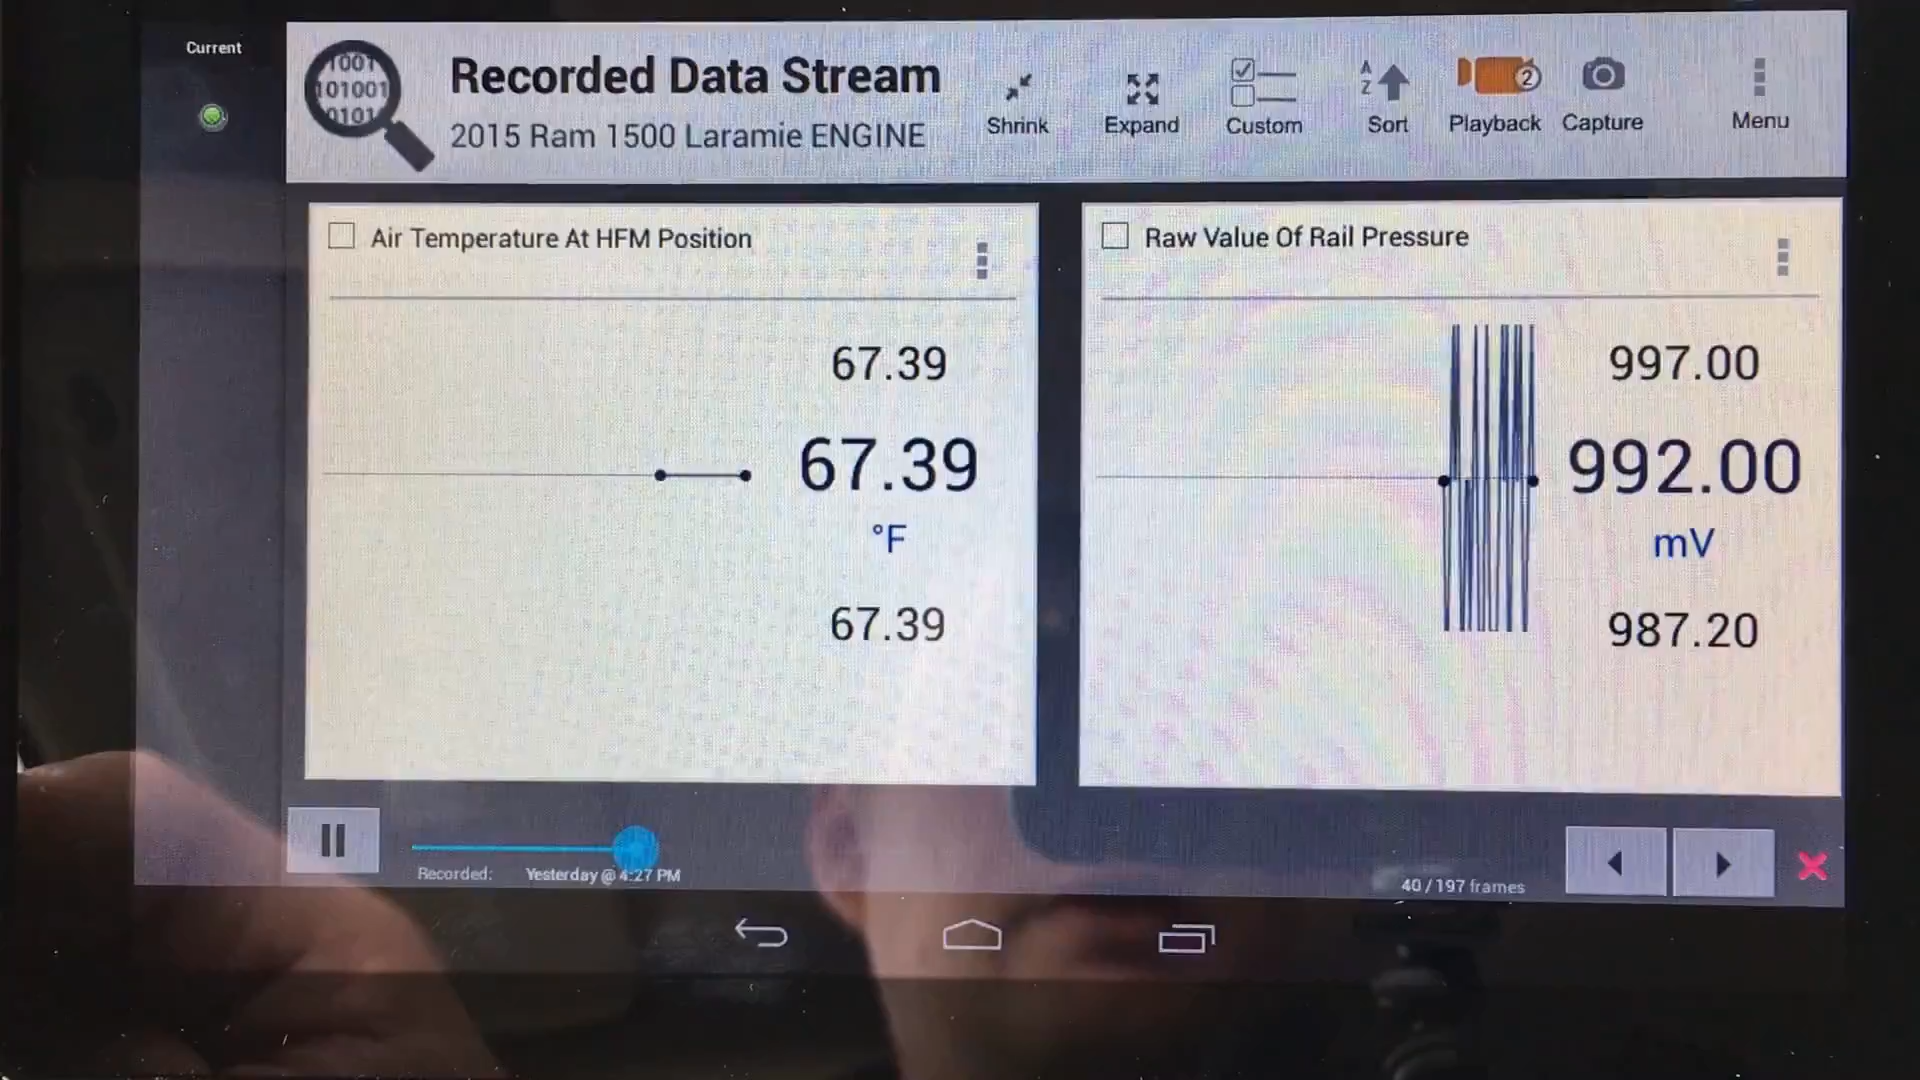 Current
1001
101001
0101
Recorded Data Stream
2015 Ram 1500 Laramie ENGINE
Shrink
Expand
Custom
A
Z
Sort
2
Playback
Capture
Menu
Air Temperature At HFM Position
67.39
67.39
°F
67.39
Raw Value Of Rail Pressure
997.00
992.00
mV
987.20
Recorded: Yesterday @ 4:27 PM
40 / 197 frames